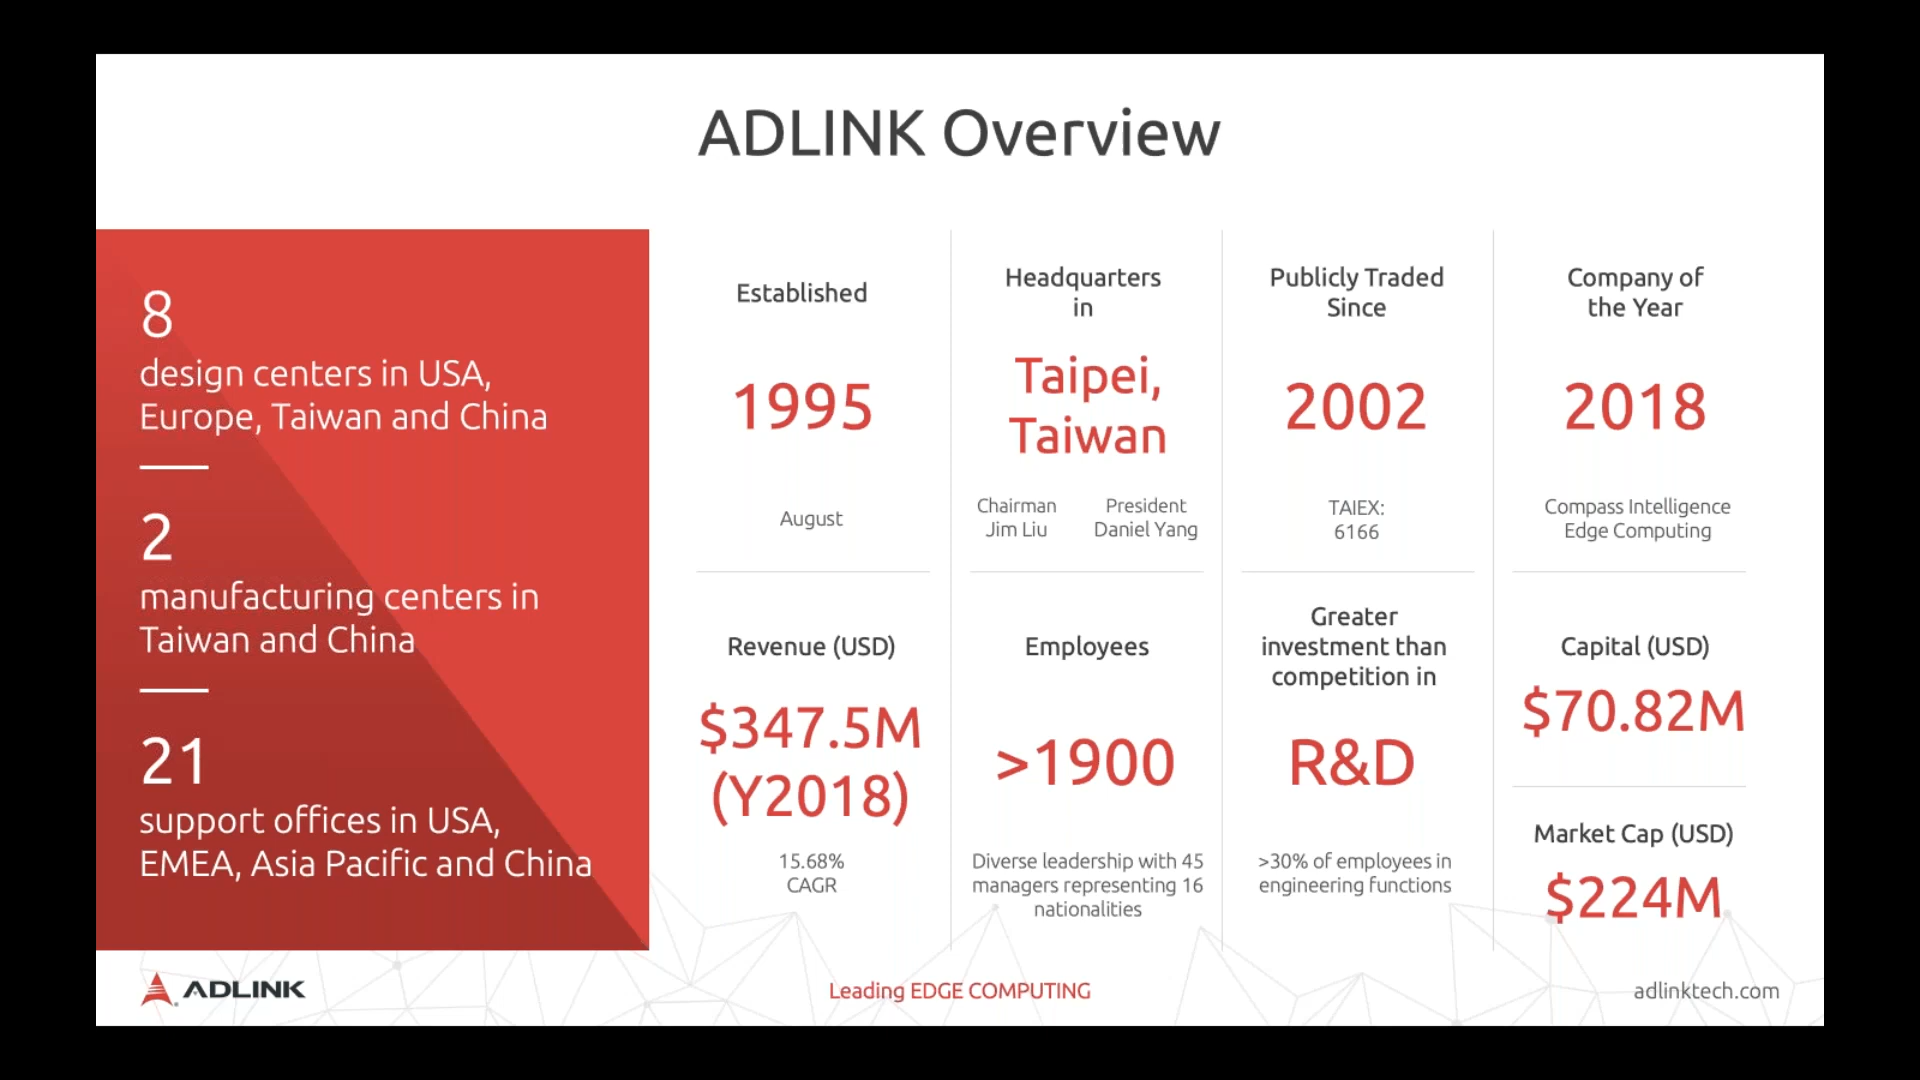 ADLINK Overview
8
design centers in USA,
Europe, Taiwan and China
2
manufacturing centers in
Taiwan and China
21
support offices in USA,
EMEA, Asia Pacific and China
Established
1995
August
Headquarters
in
Taipei,
Taiwan
Chairman
Jim Liu
President
Daniel Yang
Publicly Traded
Since
2002
TAIEX:
6166
Company of
the Year
2018
Compass Intelligence
Edge Computing
Revenue (USD)
$347.5M
(Y2018)
15.68%
CAGR
Employees
>1900
Diverse leadership with 45
managers representing 16
nationalities
Greater
investment than
competition in
R&D
>30% of employees in
engineering functions
Capital (USD)
$70.82M
Market Cap (USD)
$224M
ADLINK
Leading EDGE COMPUTING
adlinktech.com